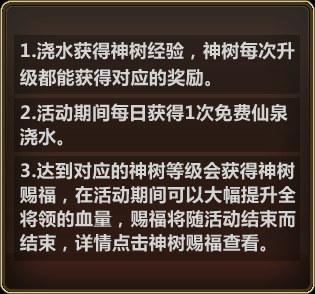 1.浇水获得神树经验，神树每次升
级都能获得对应的奖励。
2.活动期间每日获得1次免费仙泉
浇水。
3.达到对应的神树等级会获得神树
赐福，在活动期间可以大幅提升全
将领的血量，赐福将随活动结束而
结束，详情点击神树赐福查看。